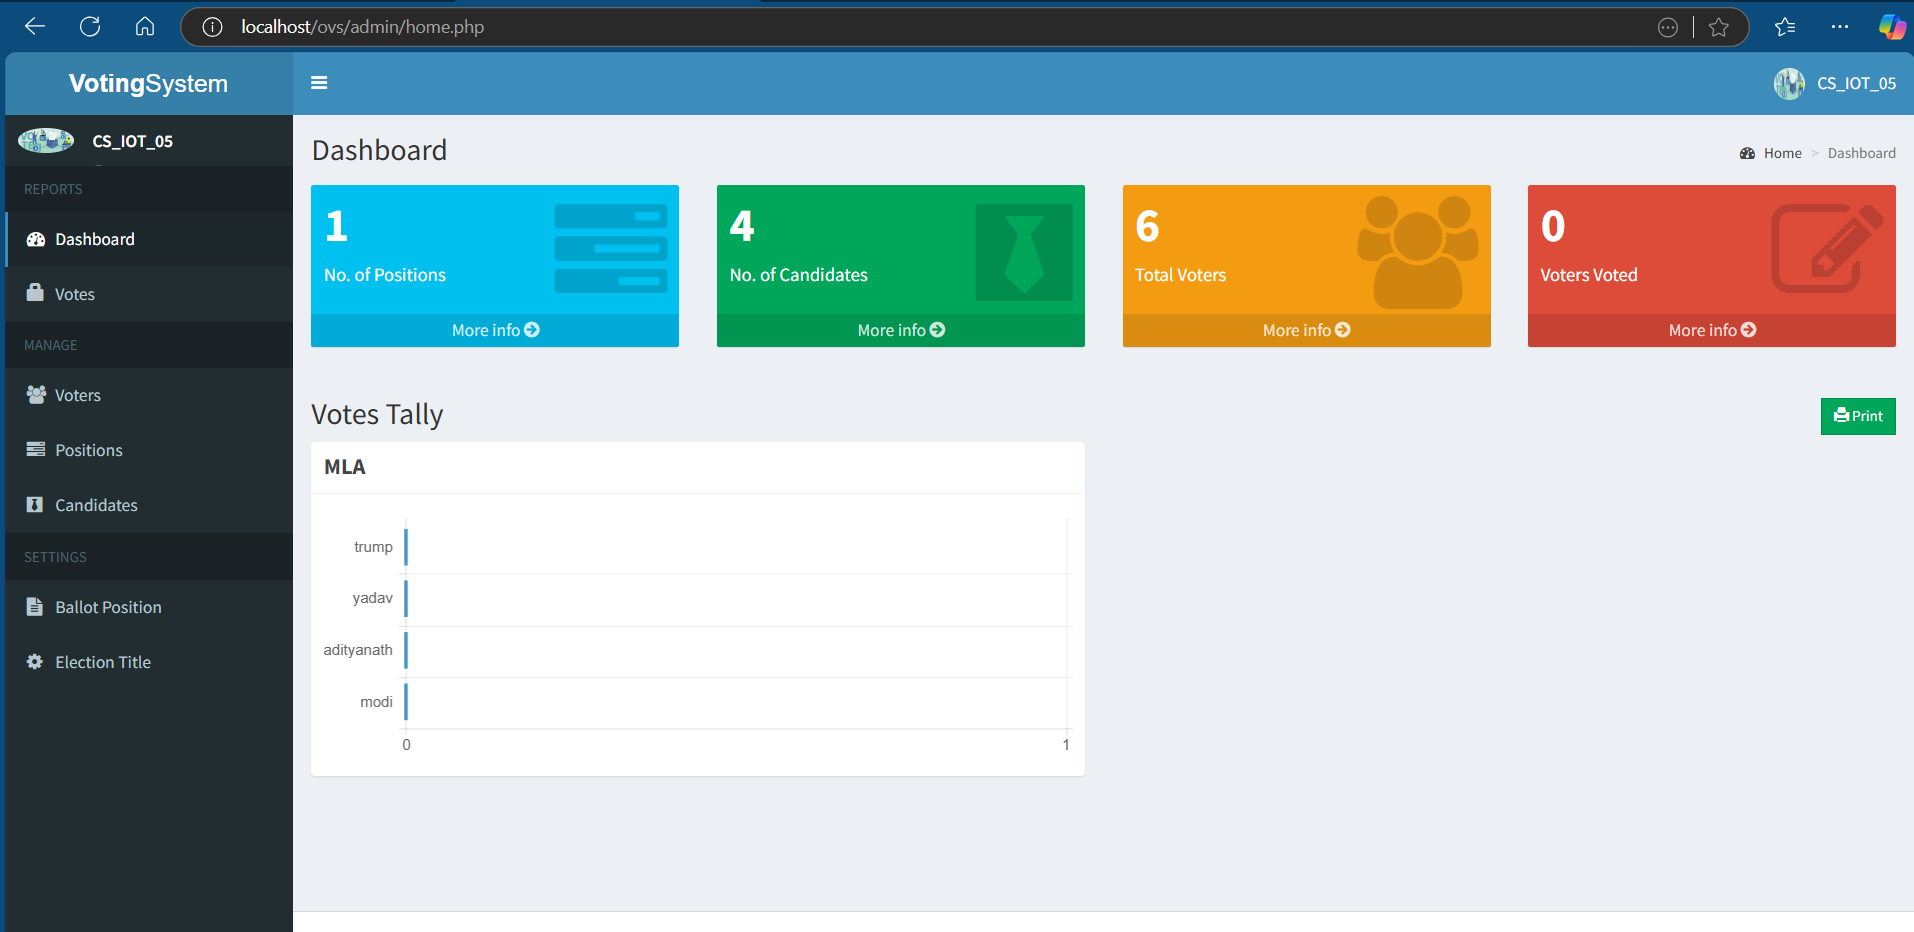 localhost/ovs/admin/home.php
VotingSystem
CS_IOT_05
CS_IOT_05
REPORTS
Dashboard
Votes
MANAGE
Voters
Positions
Candidates
SETTINGS
Ballot Position
Election Title
Dashboard
Home > Dashboard
1
No. of Positions
More info
4
No. of Candidates
More info
6
Total Voters
More info
0
Voters Voted
More info
Votes Tally
Print
MLA
trump
yadav
adityanath
modi
0 1